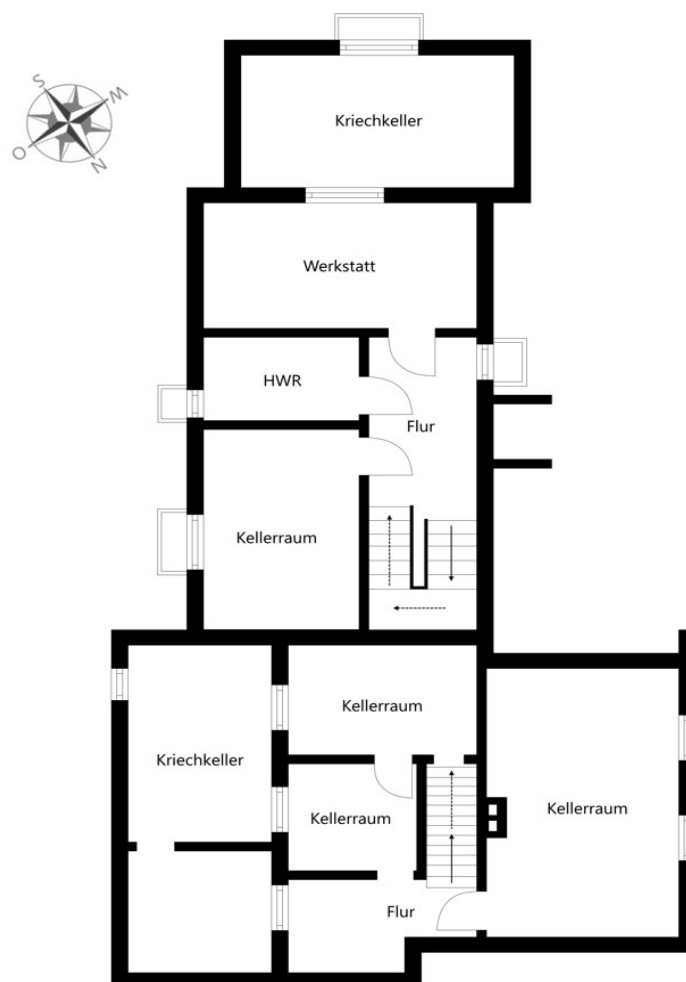 Kriechkeller
S
W
O
N
Werkstatt
HWR
Flur
Kellerraum
Kellerraum
Kriechkeller
Kellerraum
Kellerraum
Flur